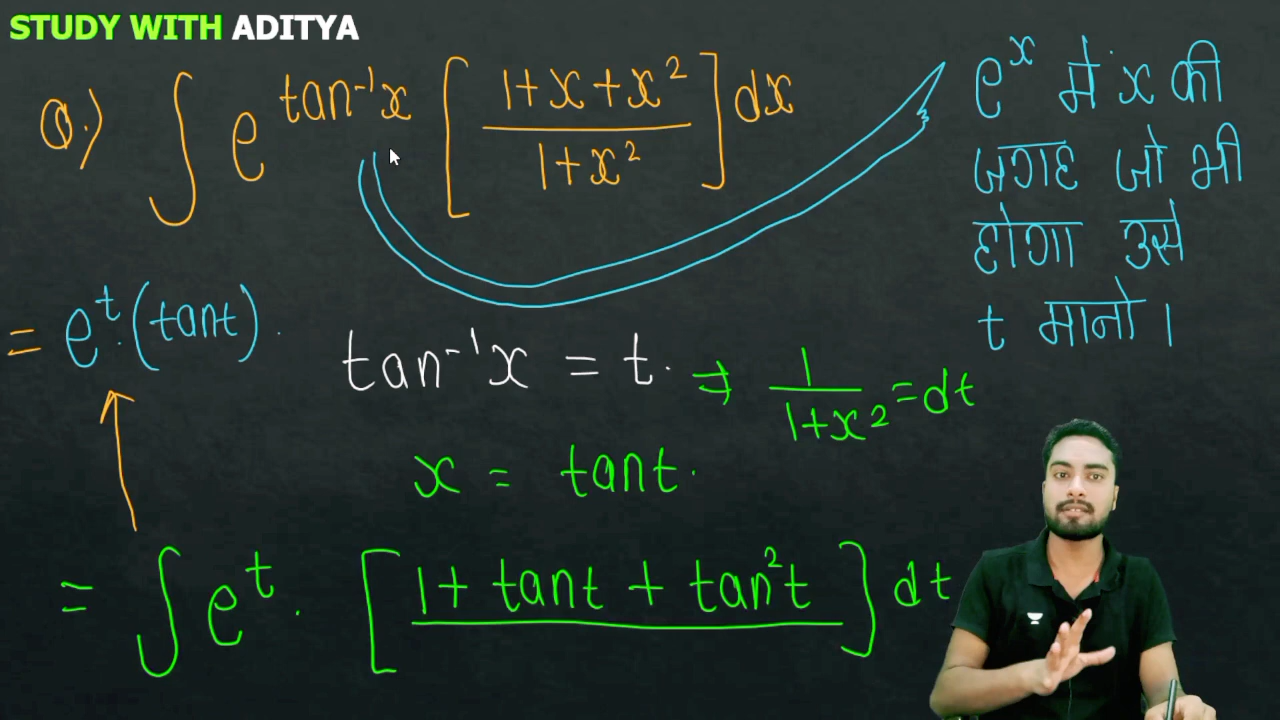 STUDY WITH ADITYA
Q.) ∫ e^{tan⁻¹x} [ (1+x+x²) / (1+x²) ] dx
e^x में x की
जगह जो भी
होगा उसे
t मानो।
= e^t.(tant).
tan⁻¹x = t. ⇒ 1/(1+x²) = dt
x = tant.
= ∫ e^t. [ 1+ tant + tan²t ] dt